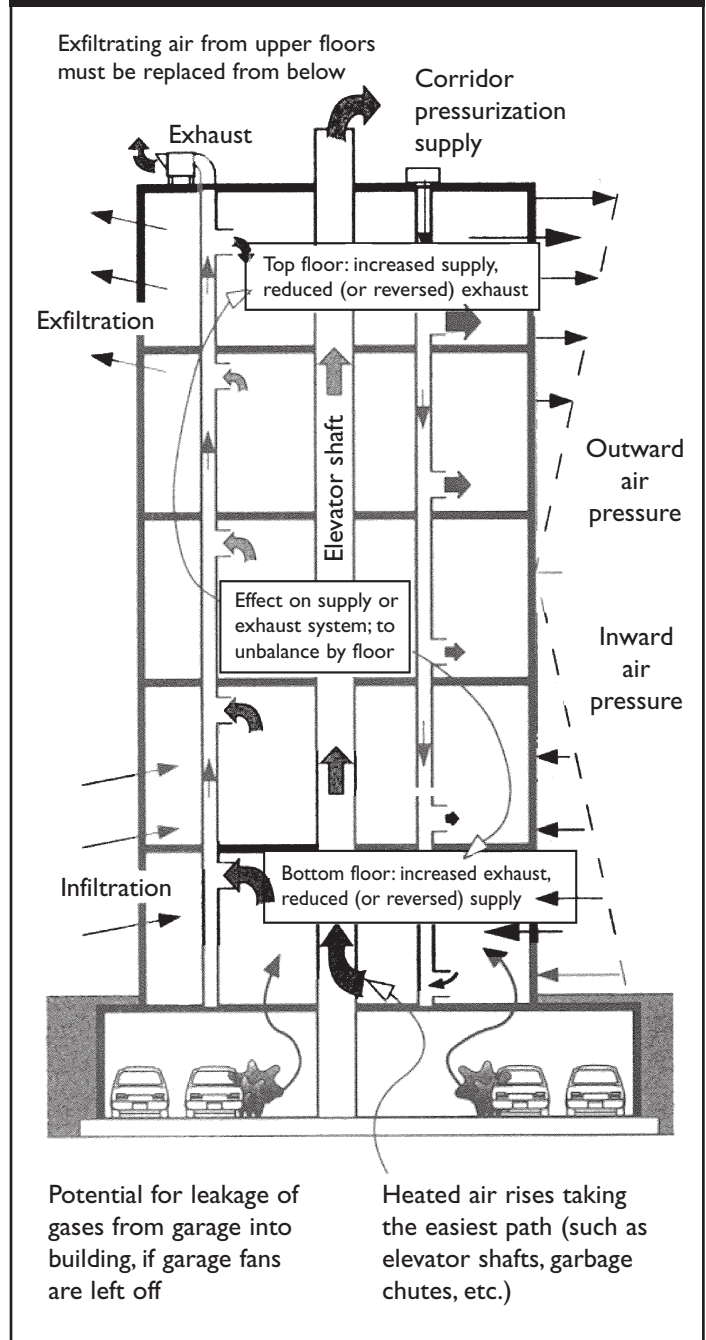 Exfiltrating air from upper floors
must be replaced from below
Corridor
pressurization
supply
Exhaust
Top floor: increased supply,
reduced (or reversed) exhaust
Exfiltration
Elevator shaft
Outward
air
pressure
Effect on supply or
exhaust system; to
unbalance by floor
Inward
air
pressure
Bottom floor: increased exhaust,
reduced (or reversed) supply
Infiltration
Potential for leakage of
gases from garage into
building, if garage fans
are left off
Heated air rises taking
the easiest path (such as
elevator shafts, garbage
chutes, etc.)